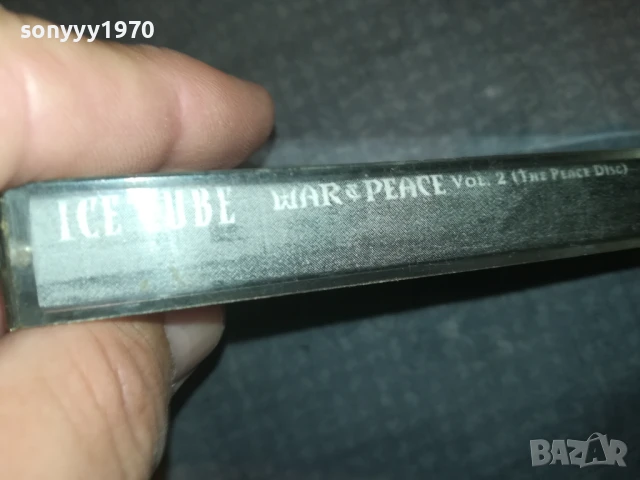 sonyyy1970
ICE CUBE WAR & PEACE VOL. 2 (THE PEACE DISC)
BAZAR